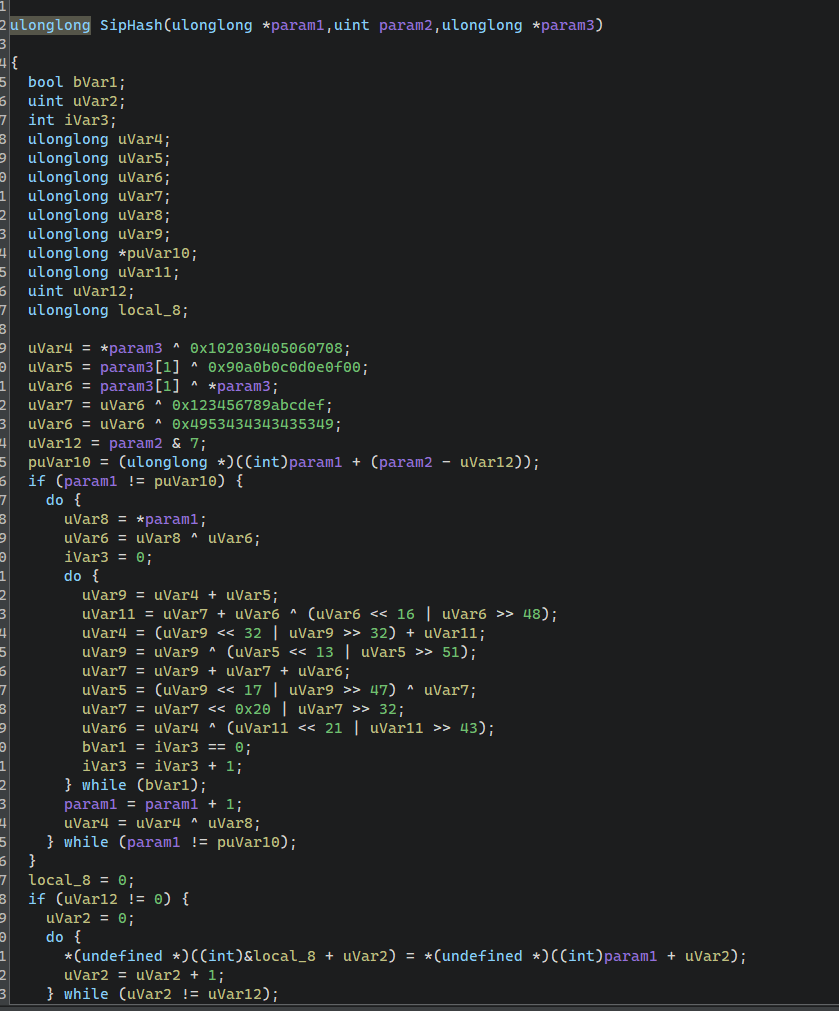 1
2 ulonglong SipHash(ulonglong *param1,uint param2,ulonglong *param3)
3
4 {
5 bool bVar1;
6 uint uVar2;
7 int iVar3;
8 ulonglong uVar4;
9 ulonglong uVar5;
0 ulonglong uVar6;
1 ulonglong uVar7;
2 ulonglong uVar8;
3 ulonglong uVar9;
4 ulonglong *puVar10;
5 ulonglong uVar11;
6 uint uVar12;
7 ulonglong local_8;
8
9 uVar4 = *param3 ^ 0x102030405060708;
0 uVar5 = param3[1] ^ 0x90a0b0c0d0e0f00;
1 uVar6 = param3[1] ^ *param3;
2 uVar7 = uVar6 ^ 0x123456789abcdef;
3 uVar6 = uVar6 ^ 0x4953434343435349;
4 uVar12 = param2 & 7;
5 puVar10 = (ulonglong *)((int)param1 + (param2 - uVar12));
6 if (param1 != puVar10) {
7 do {
8 uVar8 = *param1;
9 uVar6 = uVar8 ^ uVar6;
0 iVar3 = 0;
1 do {
2 uVar9 = uVar4 + uVar5;
3 uVar11 = uVar7 + uVar6 ^ (uVar6 << 16 | uVar6 >> 48);
4 uVar4 = (uVar9 << 32 | uVar9 >> 32) + uVar11;
5 uVar9 = uVar9 ^ (uVar5 << 13 | uVar5 >> 51);
6 uVar7 = uVar9 + uVar7 + uVar6;
7 uVar5 = (uVar9 << 17 | uVar9 >> 47) ^ uVar7;
8 uVar7 = uVar7 << 0x20 | uVar7 >> 32;
9 uVar6 = uVar4 ^ (uVar11 << 21 | uVar11 >> 43);
0 bVar1 = iVar3 == 0;
1 iVar3 = iVar3 + 1;
2 } while (bVar1);
3 param1 = param1 + 1;
4 uVar4 = uVar4 ^ uVar8;
5 } while (param1 != puVar10);
6 }
7 local_8 = 0;
8 if (uVar12 != 0) {
9 uVar2 = 0;
0 do {
1 *(undefined *)((int)&local_8 + uVar2) = *(undefined *)((int)param1 + uVar2);
2 uVar2 = uVar2 + 1;
3 } while (uVar2 != uVar12);